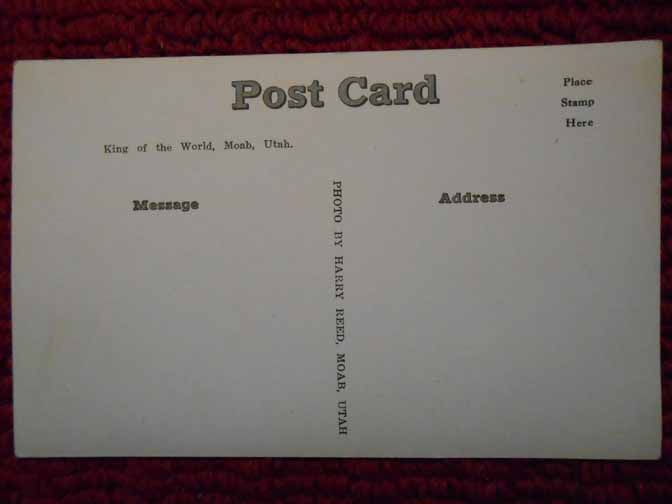 Post Card
Place
Stamp
Here
King of the World, Moab, Utah.
Message
Address
PHOTO BY HARRY REED, MOAB, UTAH